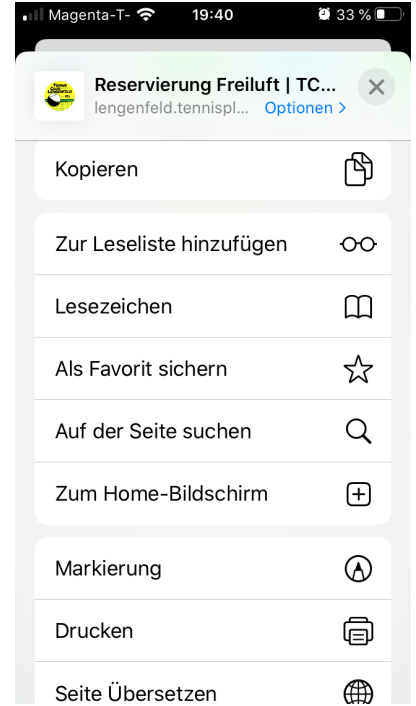 Magenta-T- 19:40 33 %
Reservierung Freiluft | TC...
lengenfeld.tennispl... Optionen >
Kopieren
Zur Leseliste hinzufügen
Lesezeichen
Als Favorit sichern
Auf der Seite suchen
Zum Home-Bildschirm
Markierung
Drucken
Seite Übersetzen